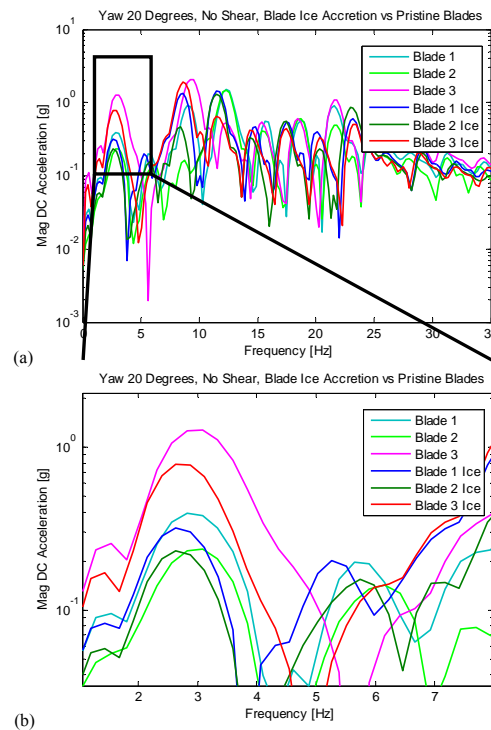 Yaw 20 Degrees, No Shear, Blade Ice Accretion vs Pristine Blades
10^1
10^0
10^-1
10^-2
10^-3
Mag DC Acceleration [g]
Blade 1
Blade 2
Blade 3
Blade 1 Ice
Blade 2 Ice
Blade 3 Ice
0 5 10 15 20 25 30 35
Frequency [Hz]
(a)
Yaw 20 Degrees, No Shear, Blade Ice Accretion vs Pristine Blades
10^0
10^-1
Mag DC Acceleration [g]
Blade 1
Blade 2
Blade 3
Blade 1 Ice
Blade 2 Ice
Blade 3 Ice
2 3 4 5 6 7
Frequency [Hz]
(b)